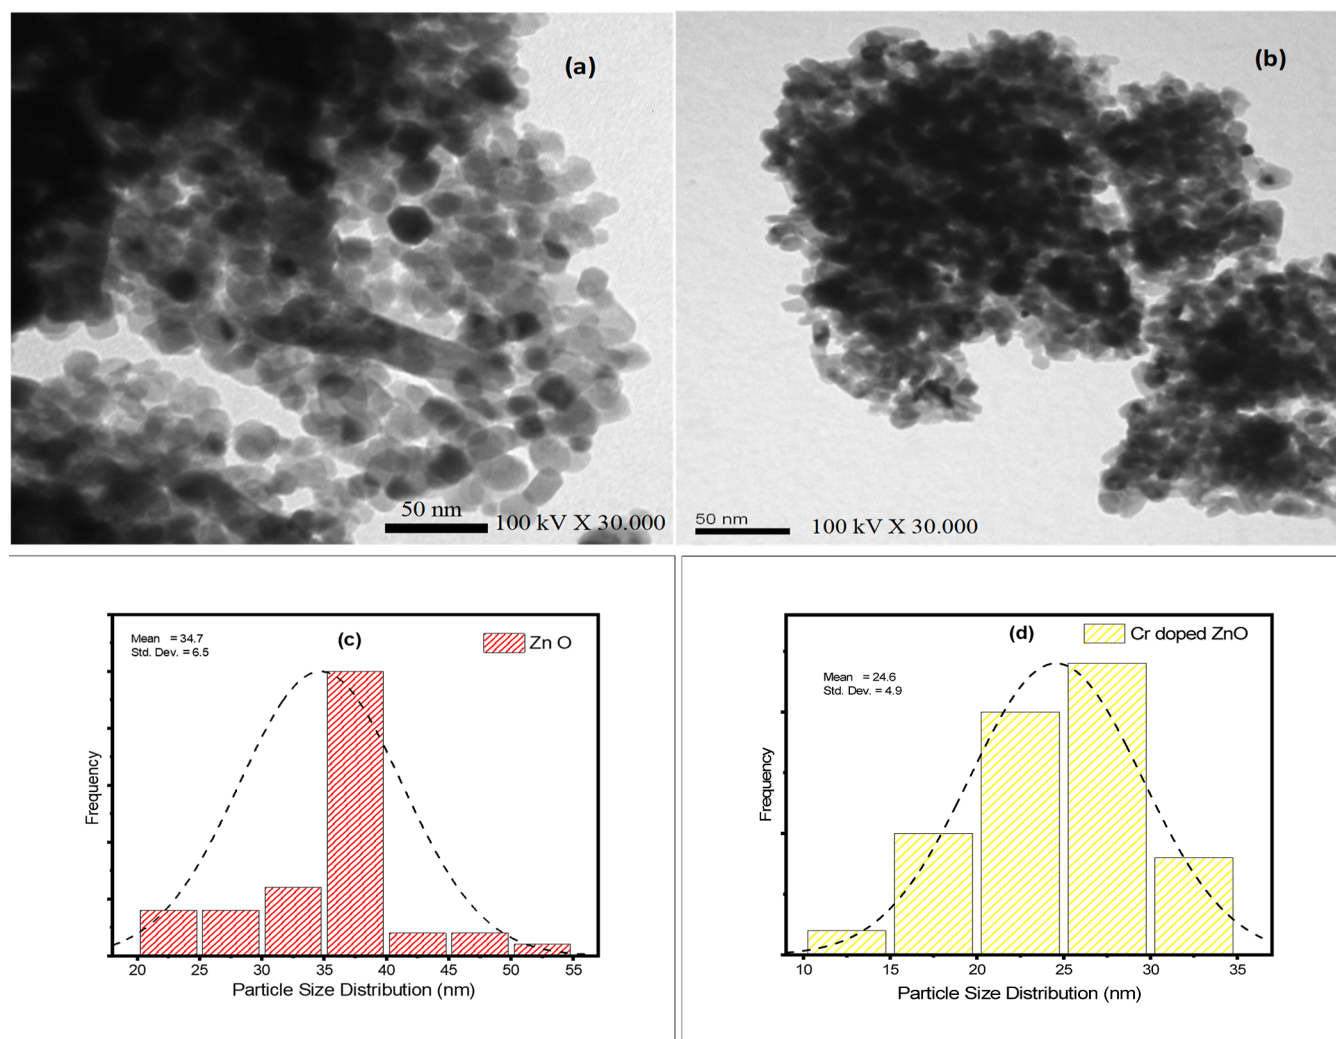 (a)
50 nm
100 kV X 30.000
(b)
50 nm
100 kV X 30.000
Mean = 34.7
Std. Dev. = 6.5
(c)
Zn O
Frequency
20 25 30 35 40 45 50 55
Particle Size Distribution (nm)
(d)
Cr doped ZnO
Mean = 24.6
Std. Dev. = 4.9
Frequency
10 15 20 25 30 35
Particle Size Distribution (nm)